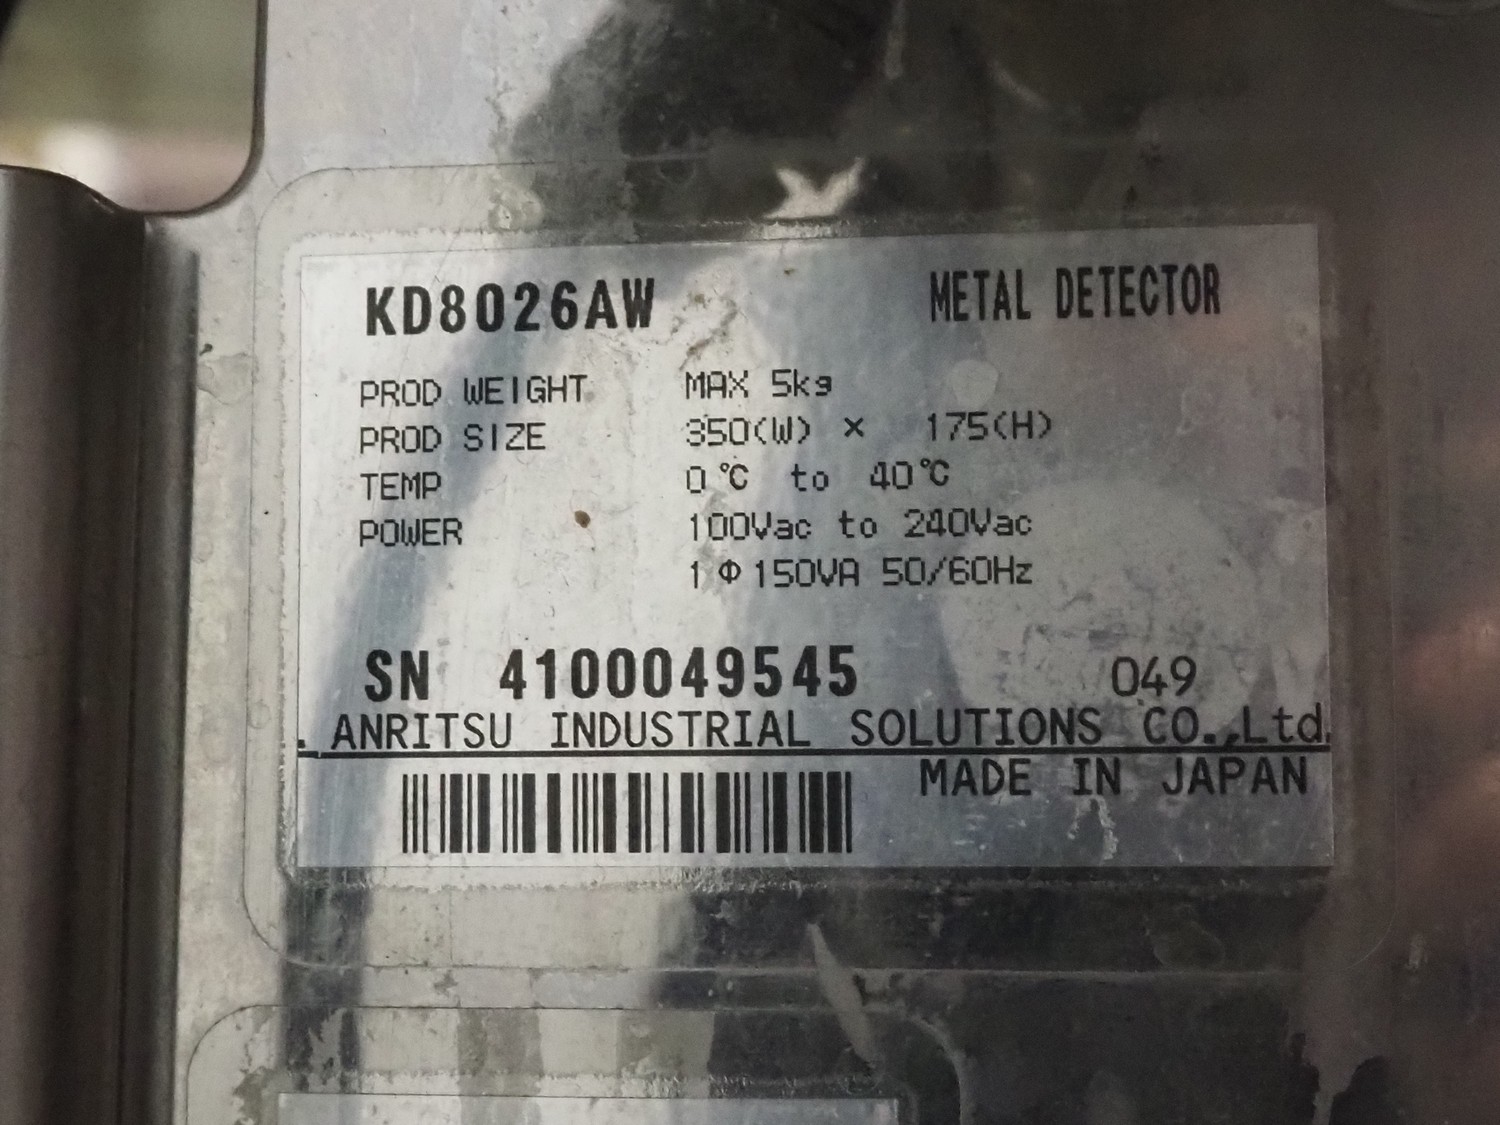 KD8026AW METAL DETECTOR
PROD WEIGHT MAX 5kg
PROD SIZE 350(W) × 175(H)
TEMP 0℃ to 40℃
POWER 100Vac to 240Vac
1Φ150VA 50/60Hz
SN 4100049545 049
ANRITSU INDUSTRIAL SOLUTIONS CO.,Ltd.
MADE IN JAPAN